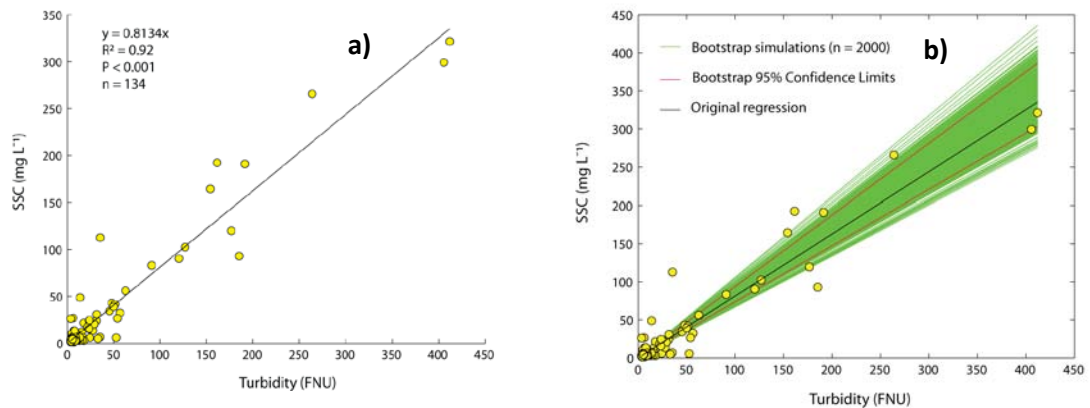 350
300
250
200
150
100
50
0
SSC (mg L⁻¹)
y = 0.8134x
R² = 0.92
P < 0.001
n = 134
a)
0 50 100 150 200 250 300 350 400 450
Turbidity (FNU)
450
400
350
300
250
200
150
100
50
0
SSC (mg L⁻¹)
Bootstrap simulations (n = 2000)
Bootstrap 95% Confidence Limits
Original regression
b)
0 50 100 150 200 250 300 350 400 450
Turbidity (FNU)